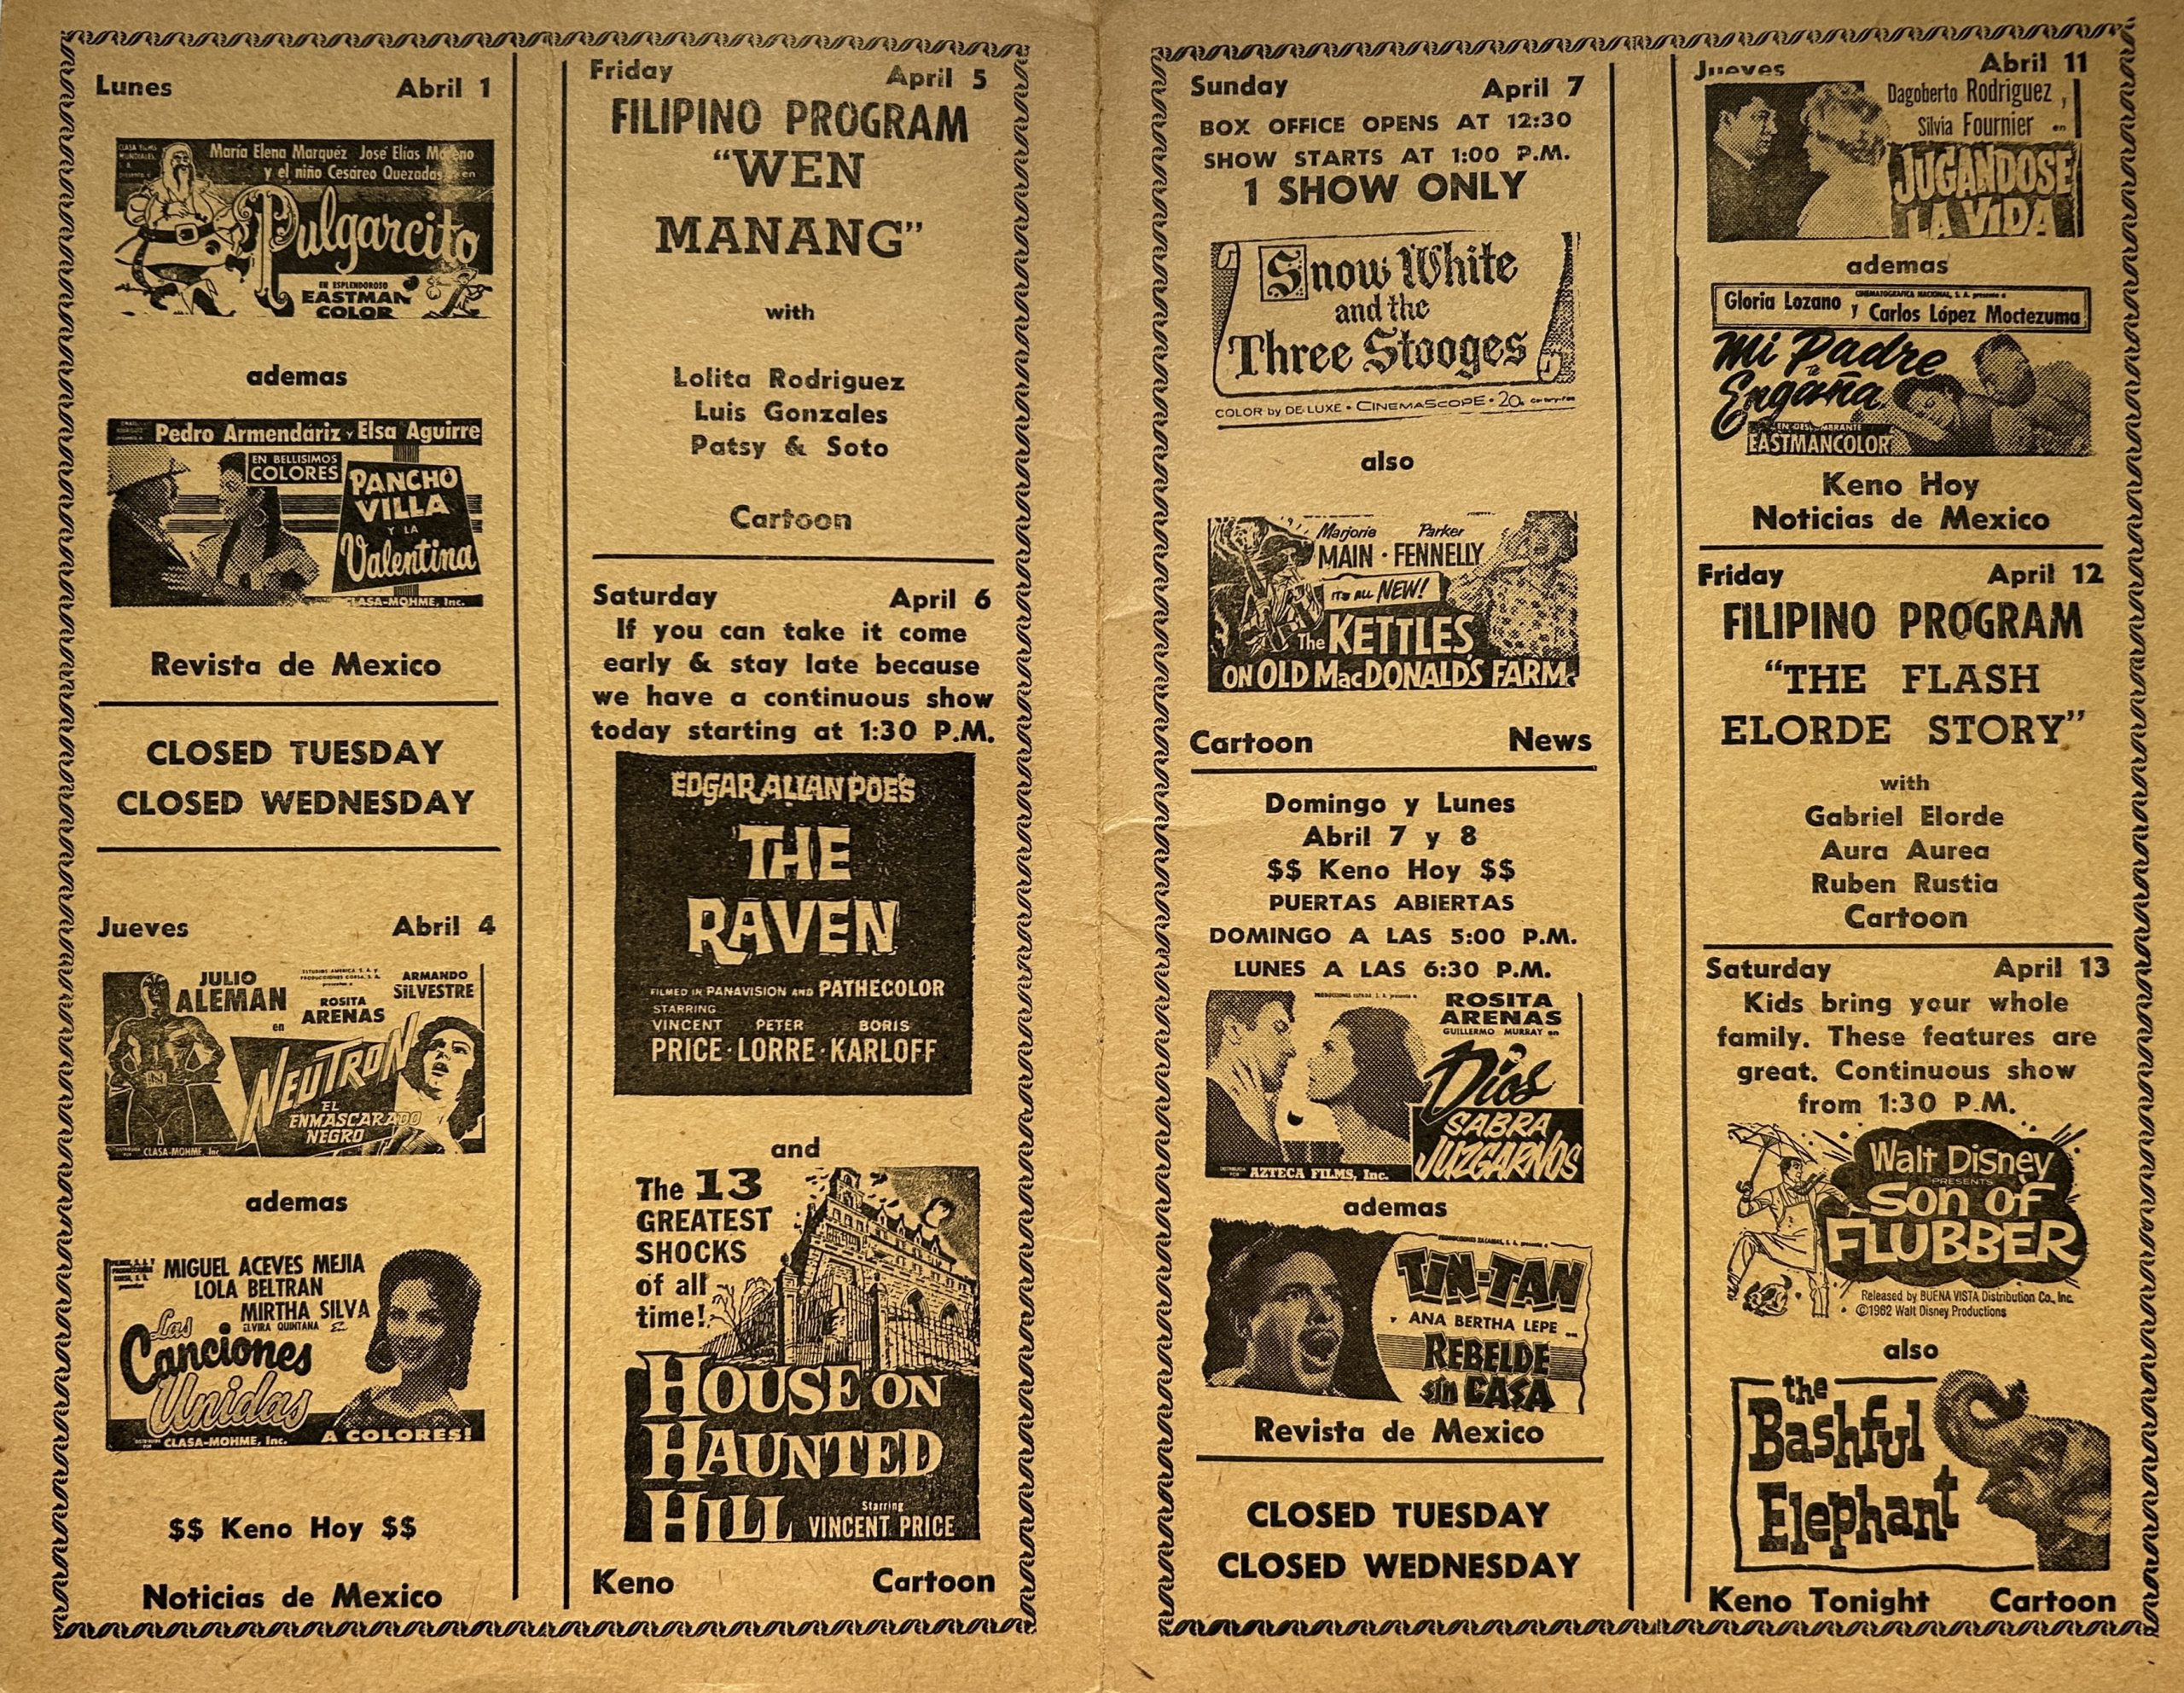 Lunes Abril 1
María Elena Marquéz José Elías Moreno
y el niño Cesáreo Quezadas en
Pulgarcito
EN ESPLENDOROSO
EASTMAN
COLOR
ademas
Pedro Armendáriz y Elsa Aguirre
EN BELLISIMOS
COLORES
PANCHO
VILLA
Y LA
Valentina
CLASA-MOHME, Inc.
Revista de Mexico
CLOSED TUESDAY
CLOSED WEDNESDAY
Jueves Abril 4
JULIO
ALEMAN
en
ROSITA
ARENAS
ARMANDO
SILVESTRE
NEUTRON
EL
ENMASCARADO
NEGRO
CLASA-MOHME, Inc.
ademas
MIGUEL ACEVES MEJIA
LOLA BELTRAN
MIRTHA SILVA
ELVIRA QUINTANA
Las
Canciones
Unidas
CLASA-MOHME, Inc.
A COLORES!
$$ Keno Hoy $$
Noticias de Mexico
Friday April 5
FILIPINO PROGRAM
“WEN
MANANG”
with
Lolita Rodriguez
Luis Gonzales
Patsy & Soto
Cartoon
Saturday April 6
If you can take it come
early & stay late because
we have a continuous show
today starting at 1:30 P.M.
EDGAR ALLAN POE'S
THE
RAVEN
FILMED IN PANAVISION AND PATHECOLOR
STARRING
VINCENT PETER BORIS
PRICE · LORRE · KARLOFF
and
The 13
GREATEST
SHOCKS
of all
time!
HOUSE ON
HAUNTED
HILL
Starring
VINCENT PRICE
Keno Cartoon
Sunday April 7
BOX OFFICE OPENS AT 12:30
SHOW STARTS AT 1:00 P.M.
1 SHOW ONLY
Snow White
and the
Three Stooges
COLOR by DE LUXE • CINEMASCOPE • 20.
also
Marjorie Parker
MAIN · FENNELLY
IT'S ALL NEW!
The KETTLES
ON OLD MacDONALD'S FARM
Cartoon News
Domingo y Lunes
Abril 7 y 8
$$ Keno Hoy $$
PUERTAS ABIERTAS
DOMINGO A LAS 5:00 P.M.
LUNES A LAS 6:30 P.M.
ROSITA
ARENAS
GUILLERMO MURRAY en
Dios
SABRA
JUZGARNOS
AZTECA FILMS, Inc.
ademas
TIN-TAN
y ANA BERTHA LEPE
REBELDE
sin CASA
Revista de Mexico
CLOSED TUESDAY
CLOSED WEDNESDAY
Jueves Abril 11
Dagoberto Rodriguez,
Silvia Fournier en
JUGANDOSE
LA VIDA
ademas
CINEMATOGRAFICA NACIONAL, S. A. presenta a
Gloria Lozano y Carlos López Moctezuma
Mi Padre
te
Engaña
EASTMANCOLOR
Keno Hoy
Noticias de Mexico
Friday April 12
FILIPINO PROGRAM
“THE FLASH
ELORDE STORY”
with
Gabriel Elorde
Aura Aurea
Ruben Rustia
Cartoon
Saturday April 13
Kids bring your whole
family. These features are
great. Continuous show
from 1:30 P.M.
Walt Disney
PRESENTS
Son of
FLUBBER
Released by BUENA VISTA Distribution Co., Inc.
©1962 Walt Disney Productions
also
the
Bashful
Elephant
Keno Tonight Cartoon